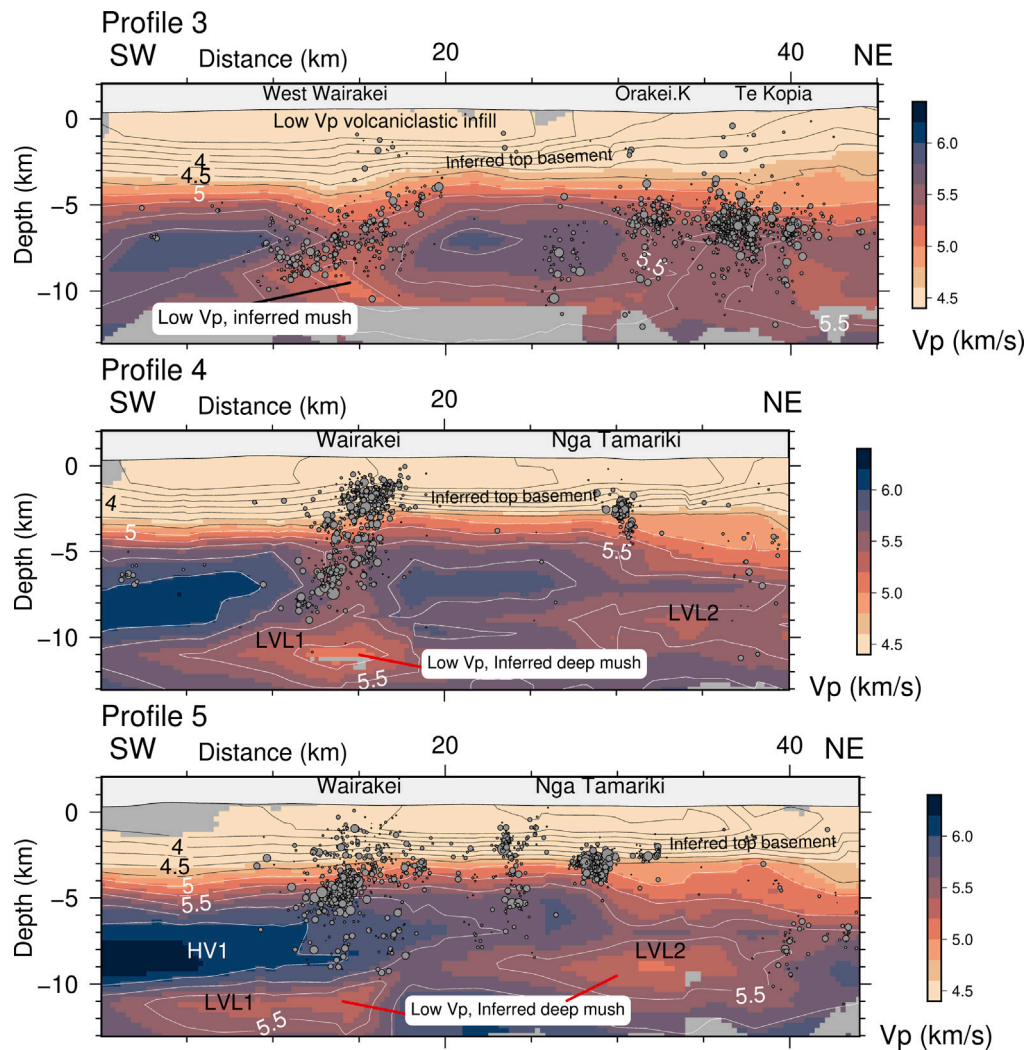 Profile 3
SW Distance (km) 20 40 NE
West Wairakei Orakei.K Te Kopia
Low Vp volcaniclastic infill
Inferred top basement
4
4.5
5
5.5
5.5
Low Vp, inferred mush
0
−5
−10
Depth (km)
6.0
5.5
5.0
4.5
Vp (km/s)
Profile 4
SW Distance (km) 20 NE
Wairakei Nga Tamariki
Inferred top basement
4
5
5.5
LVL1
LVL2
Low Vp, Inferred deep mush
5.5
0
−5
−10
Depth (km)
6.0
5.5
5.0
4.5
Vp (km/s)
Profile 5
SW Distance (km) 20 40 NE
Wairakei Nga Tamariki
Inferred top basement
4
4.5
5
5.5
HV1
LVL2
LVL1
5.5
Low Vp, Inferred deep mush
5.5
0
−5
−10
Depth (km)
6.0
5.5
5.0
4.5
Vp (km/s)